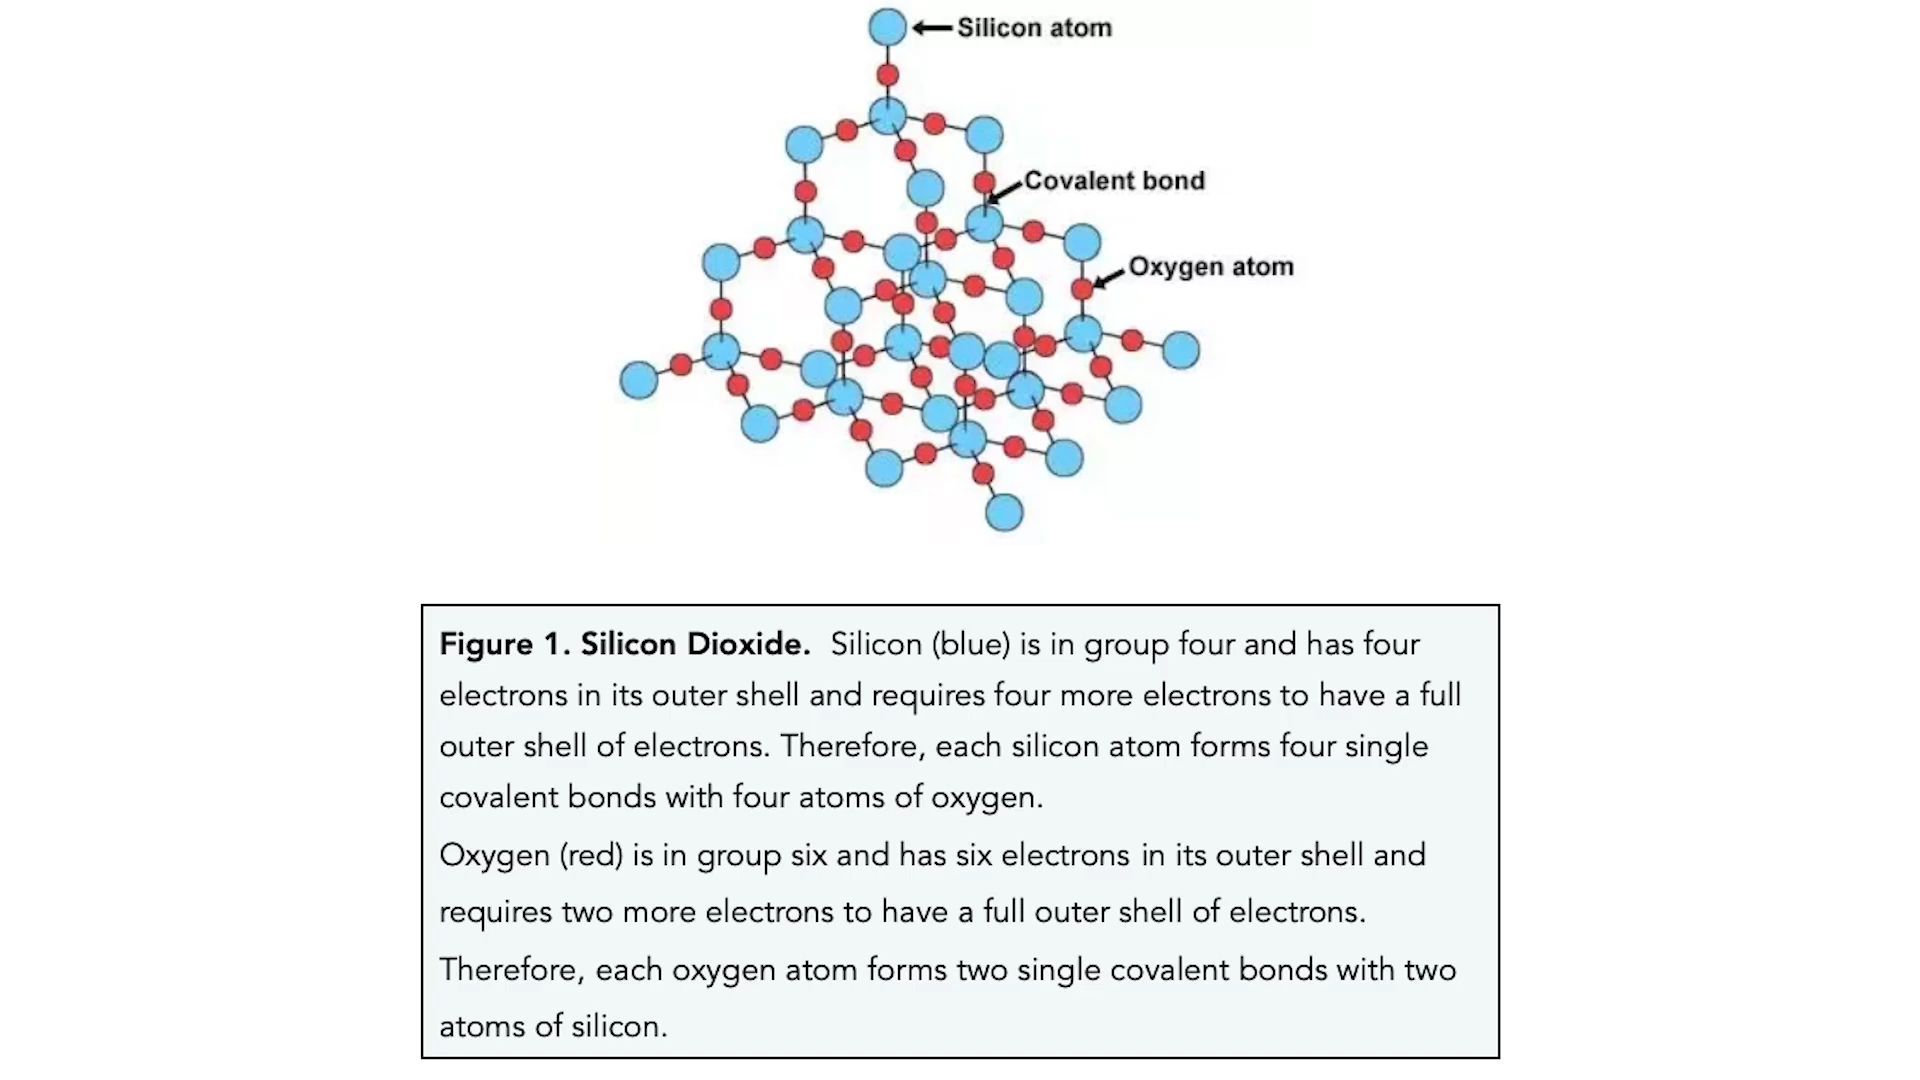 Silicon atom
Covalent bond
Oxygen atom
Figure 1. Silicon Dioxide. Silicon (blue) is in group four and has four
electrons in its outer shell and requires four more electrons to have a full
outer shell of electrons. Therefore, each silicon atom forms four single
covalent bonds with four atoms of oxygen.
Oxygen (red) is in group six and has six electrons in its outer shell and
requires two more electrons to have a full outer shell of electrons.
Therefore, each oxygen atom forms two single covalent bonds with two
atoms of silicon.